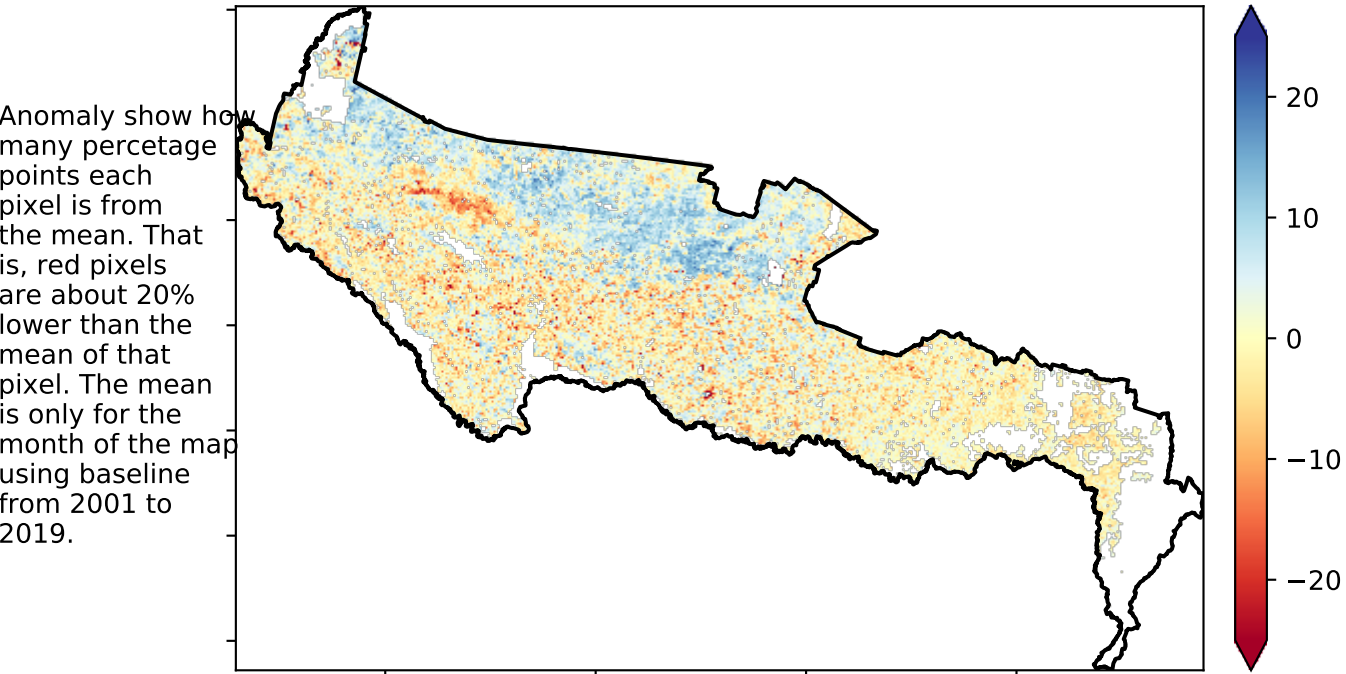 Anomaly show how
many percetage
points each
pixel is from
the mean. That
is, red pixels
are about 20%
lower than the
mean of that
pixel. The mean
is only for the
month of the map
using baseline
from 2001 to
2019.
20
10
0
−10
−20